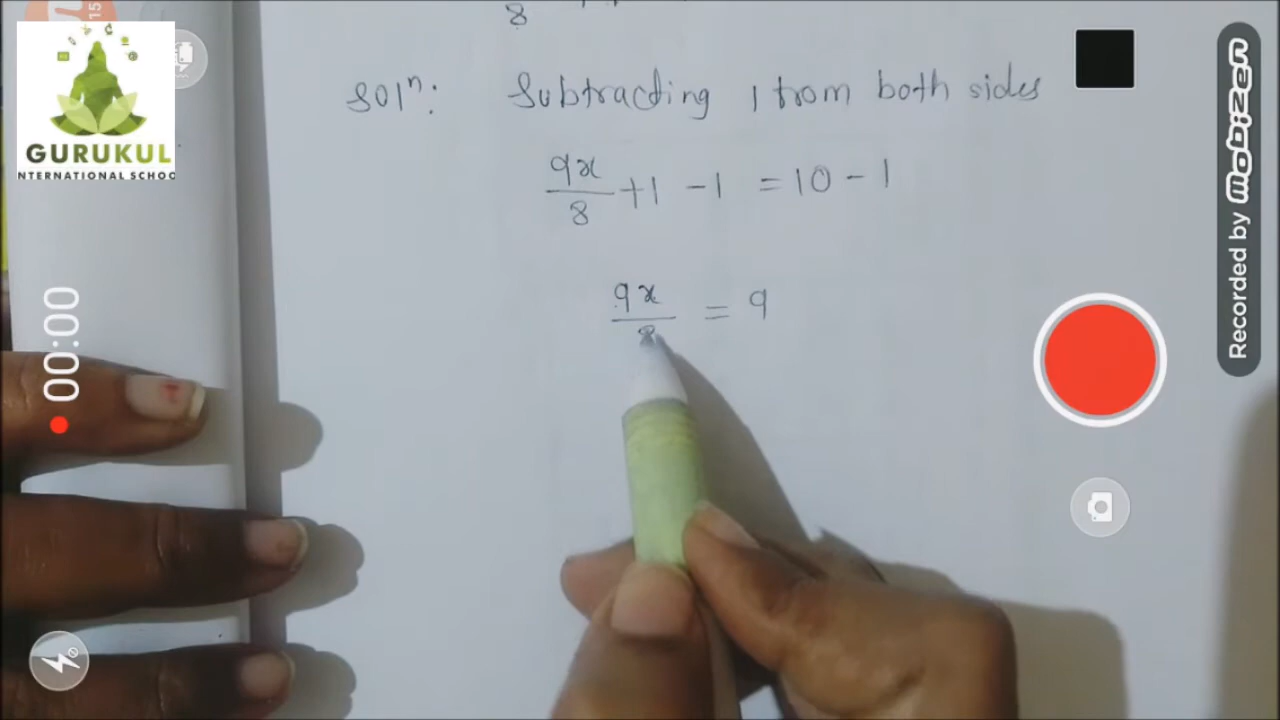 8
Solⁿ: Subtracting 1 from both sides
9x/8 + 1 - 1 = 10 - 1
9x/8 = 9
GURUKUL
NTERNATIONAL SCHOO
00:00
15
Recorded by mobizen